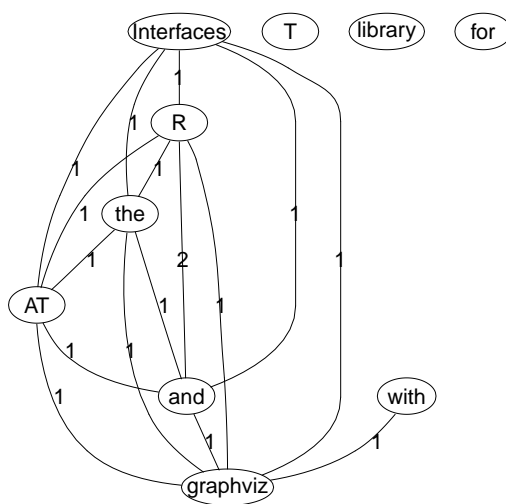 Interfaces T library for
1
1
R
1 1
1
the
1 2 1 1
AT
1 1
1 1
1 and with
1 1
graphviz